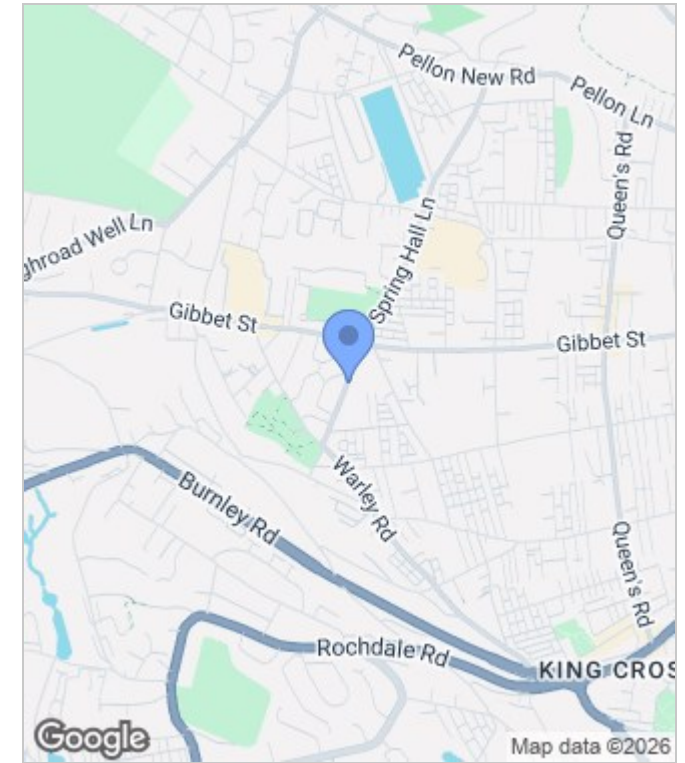 Pellon New Rd
Pellon Ln
Queen's Rd
ghroad Well Ln
Spring Hall Ln
Gibbet St
Gibbet St
Warley Rd
Burnley Rd
Queen's Rd
Rochdale Rd
KING CROS
Google
Map data ©2026